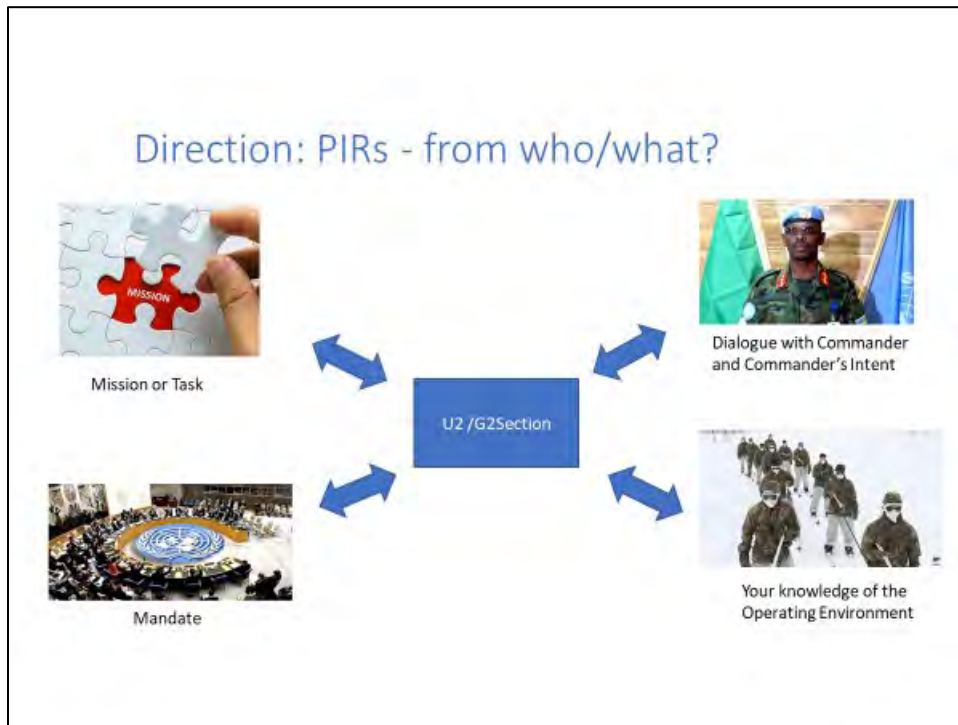 Direction: PIRs - from who/what?
MISSION
Mission or Task
Dialogue with Commander
and Commander's Intent
U2 /G2Section
Mandate
Your knowledge of the
Operating Environment